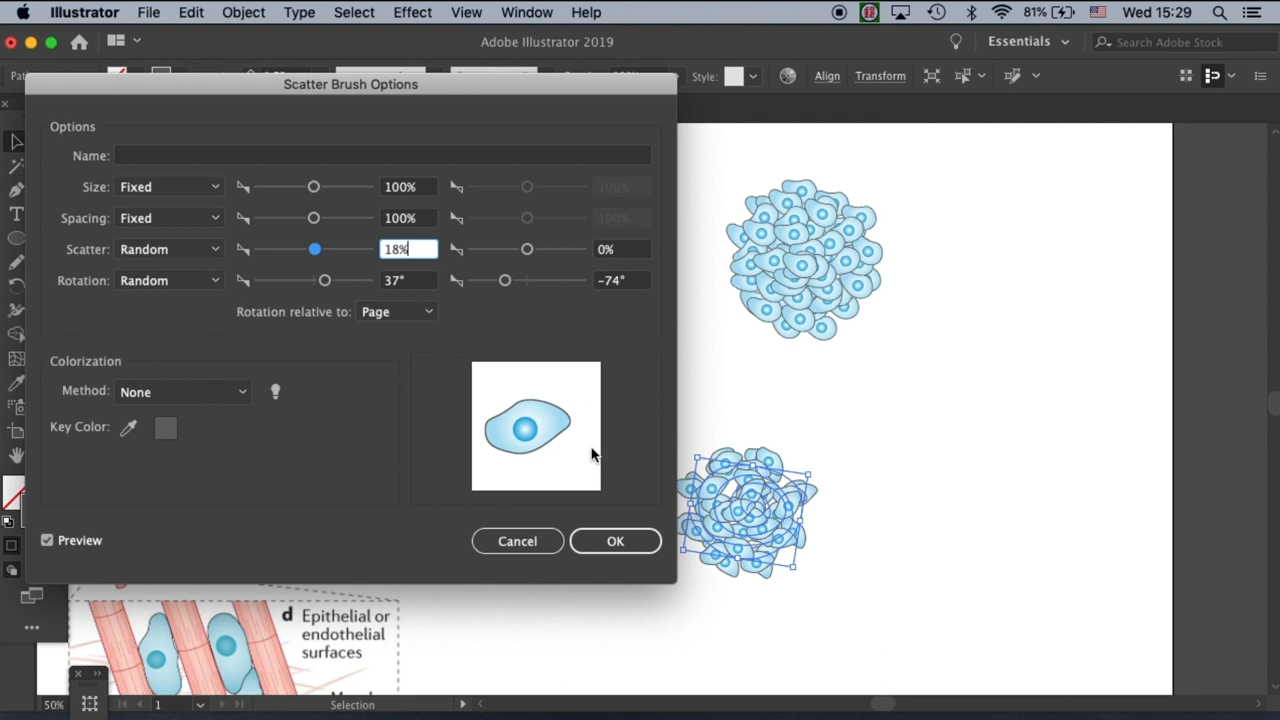 Illustrator File Edit Object Type Select Effect View Window Help 81% Wed 15:29
Adobe Illustrator 2019 Essentials Search Adobe Stock
Style: Align Transform
Scatter Brush Options
Options
Name:
Size: Fixed 100% 100%
Spacing: Fixed 100% 100%
Scatter: Random 18% 0%
Rotation: Random 37° -74°
Rotation relative to: Page
Colorization
Method: None
Key Color:
Preview Cancel OK
d Epithelial or
endothelial
surfaces
50% 1 Selection